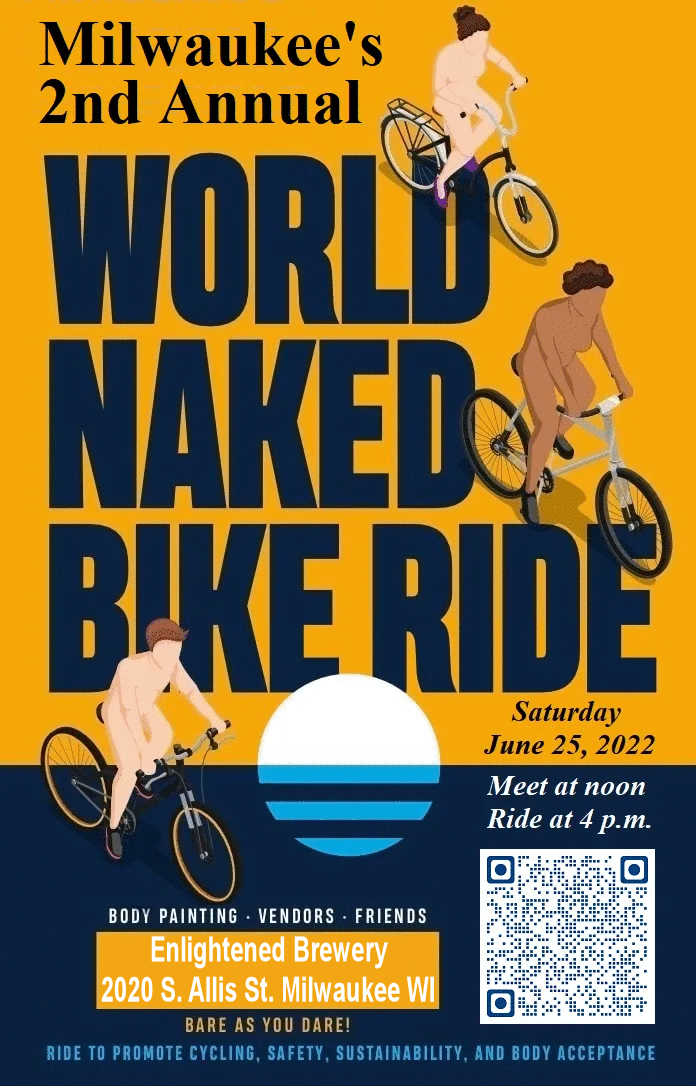 Milwaukee's
2nd Annual
WORLD
NAKED
BIKE RIDE
Saturday
June 25, 2022
Meet at noon
Ride at 4 p.m.
BODY PAINTING · VENDORS · FRIENDS
Enlightened Brewery
2020 S. Allis St. Milwaukee WI
BARE AS YOU DARE!
RIDE TO PROMOTE CYCLING, SAFETY, SUSTAINABILITY, AND BODY ACCEPTANCE